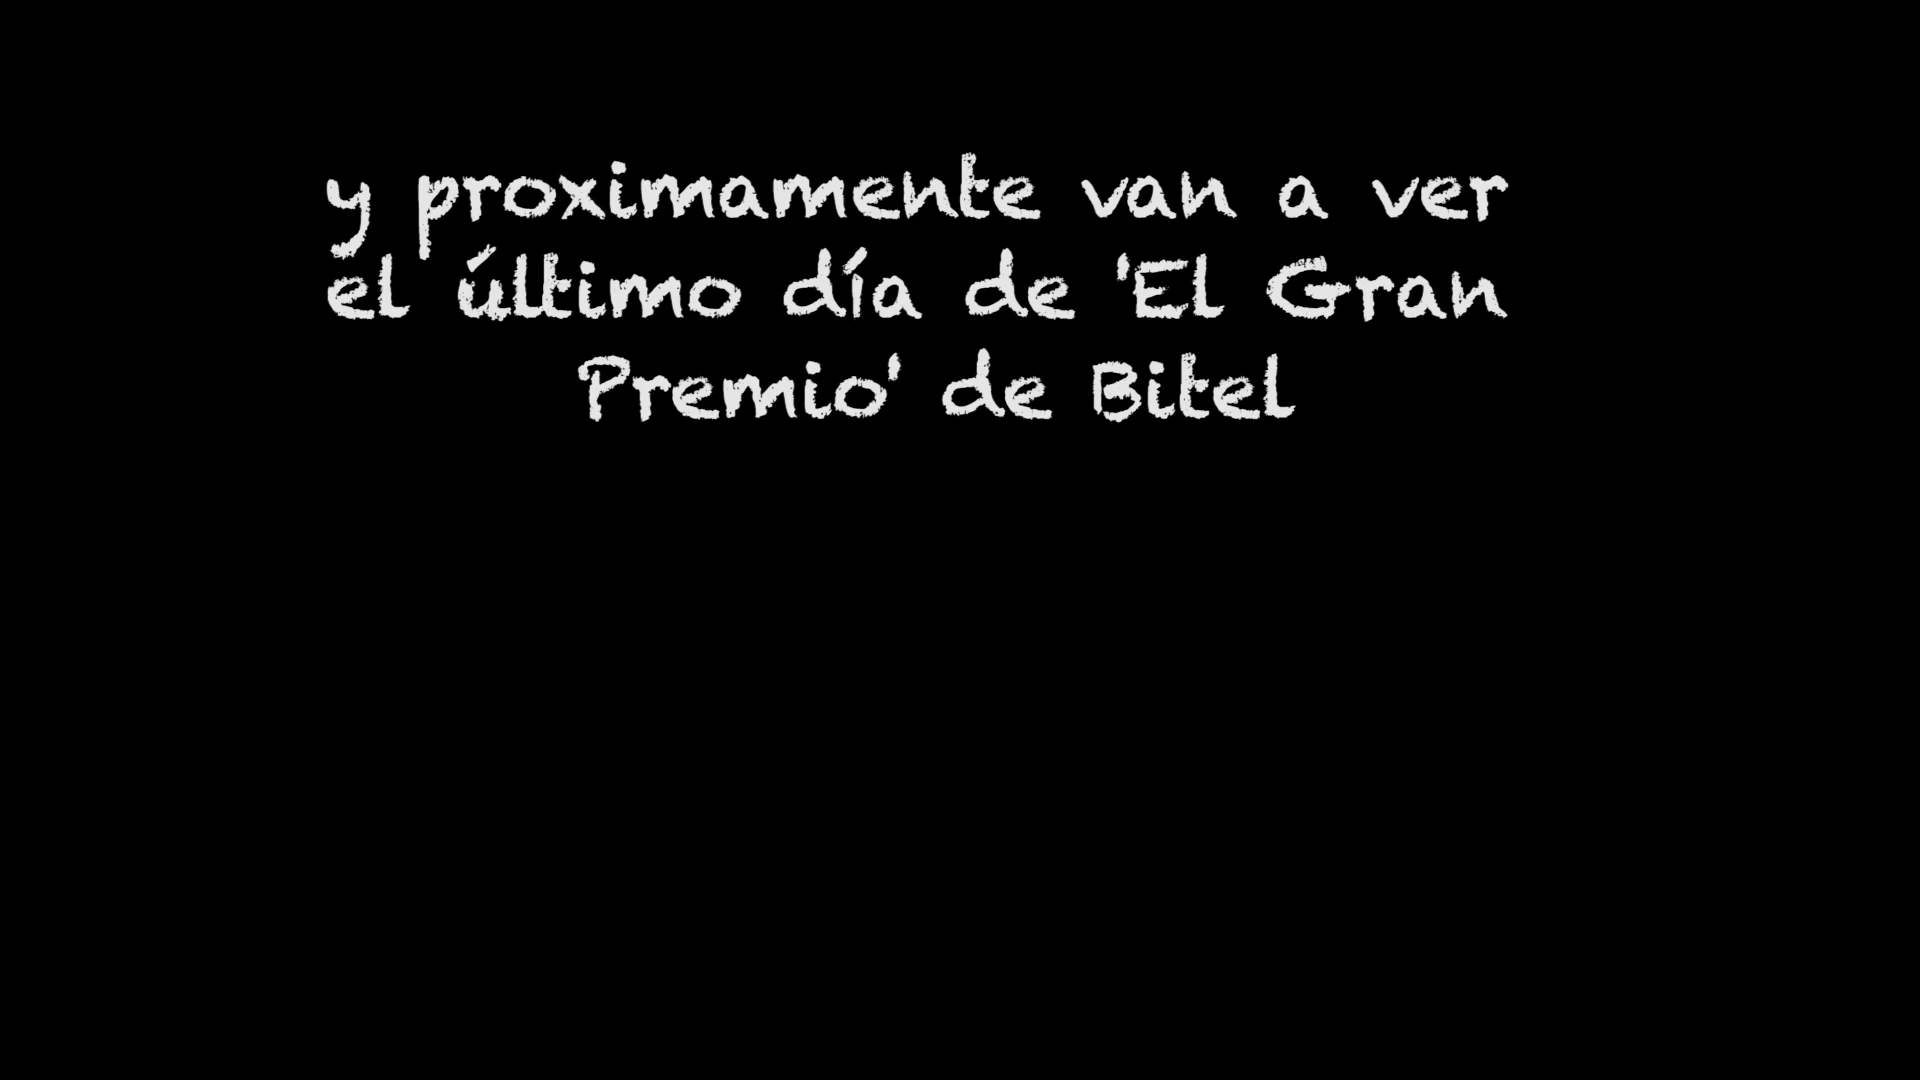 y proximamente van a ver
el último día de 'El Gran
Premio' de Bitel